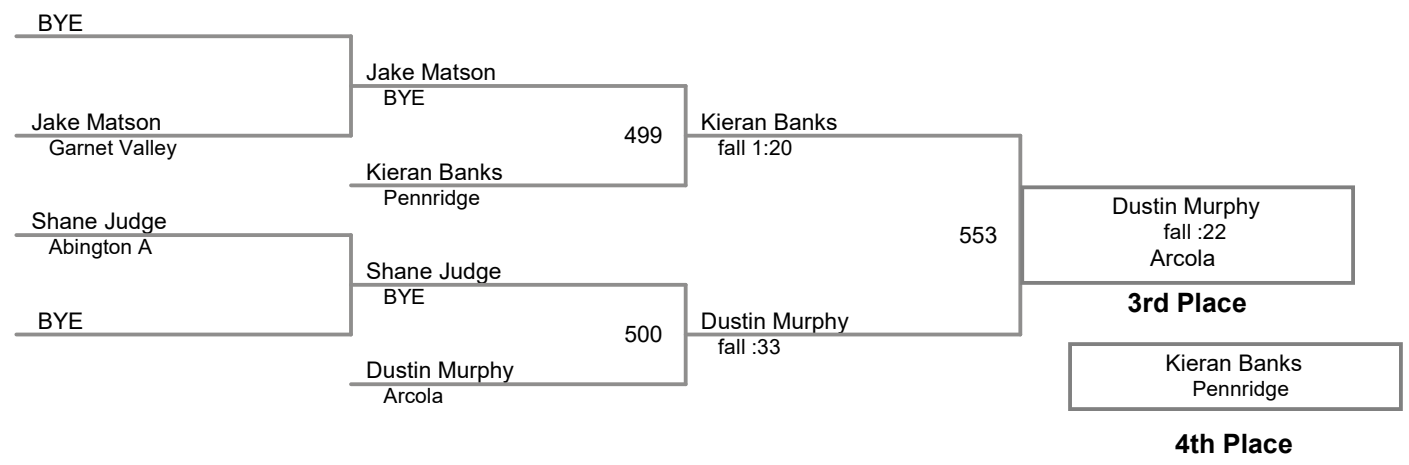 BYE
Jake Matson
BYE
Jake Matson
Garnet Valley
499
Kieran Banks
fall 1:20
Kieran Banks
Pennridge
Shane Judge
Abington A
553
Dustin Murphy
fall :22
Arcola
3rd Place
Shane Judge
BYE
BYE
500
Dustin Murphy
fall :33
Dustin Murphy
Arcola
Kieran Banks
Pennridge
4th Place